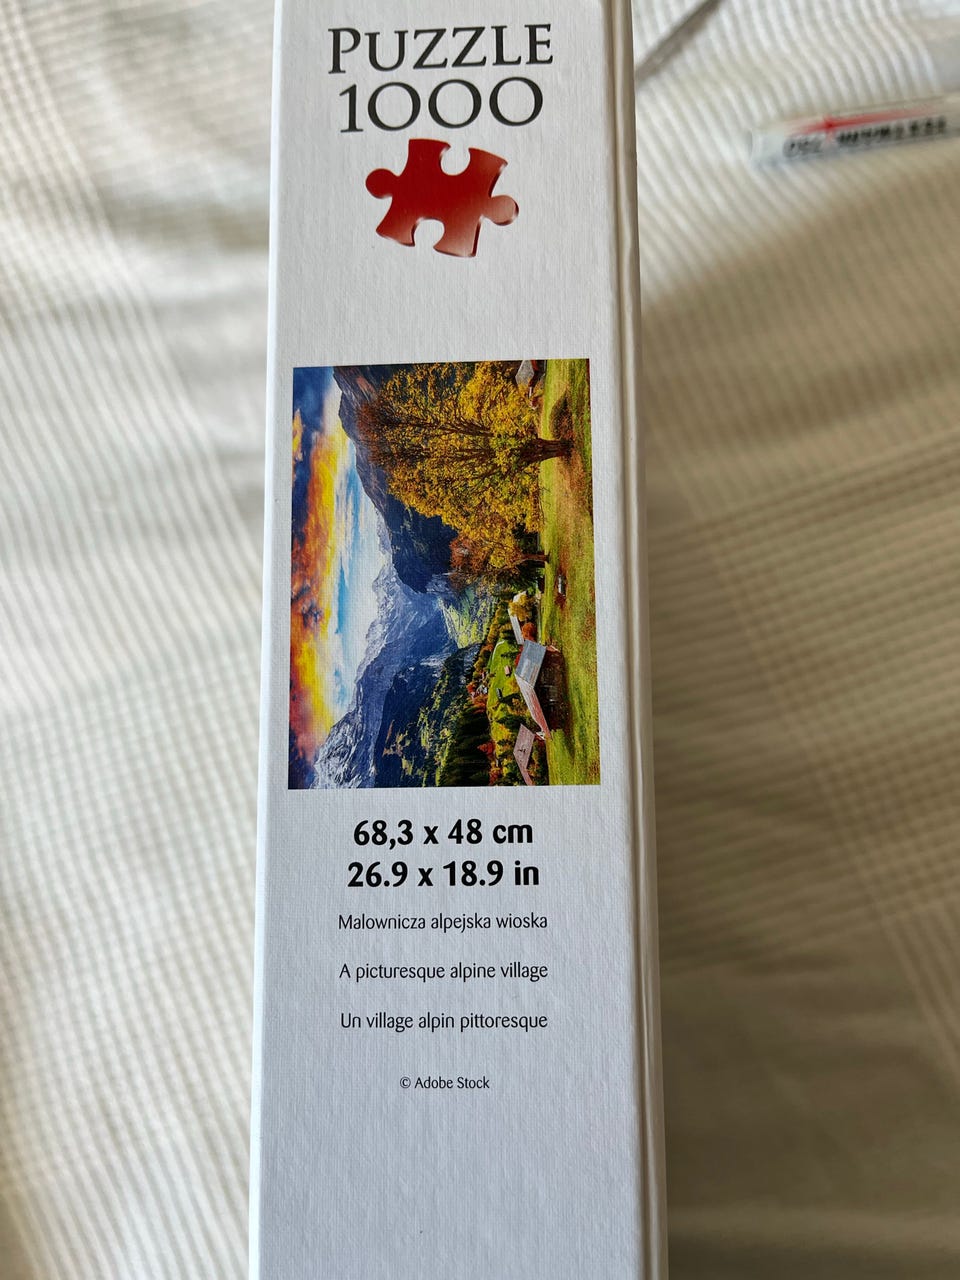 PUZZLE
1000
68,3 x 48 cm
26.9 x 18.9 in
Malownicza alpejska wioska
A picturesque alpine village
Un village alpin pittoresque
© Adobe Stock